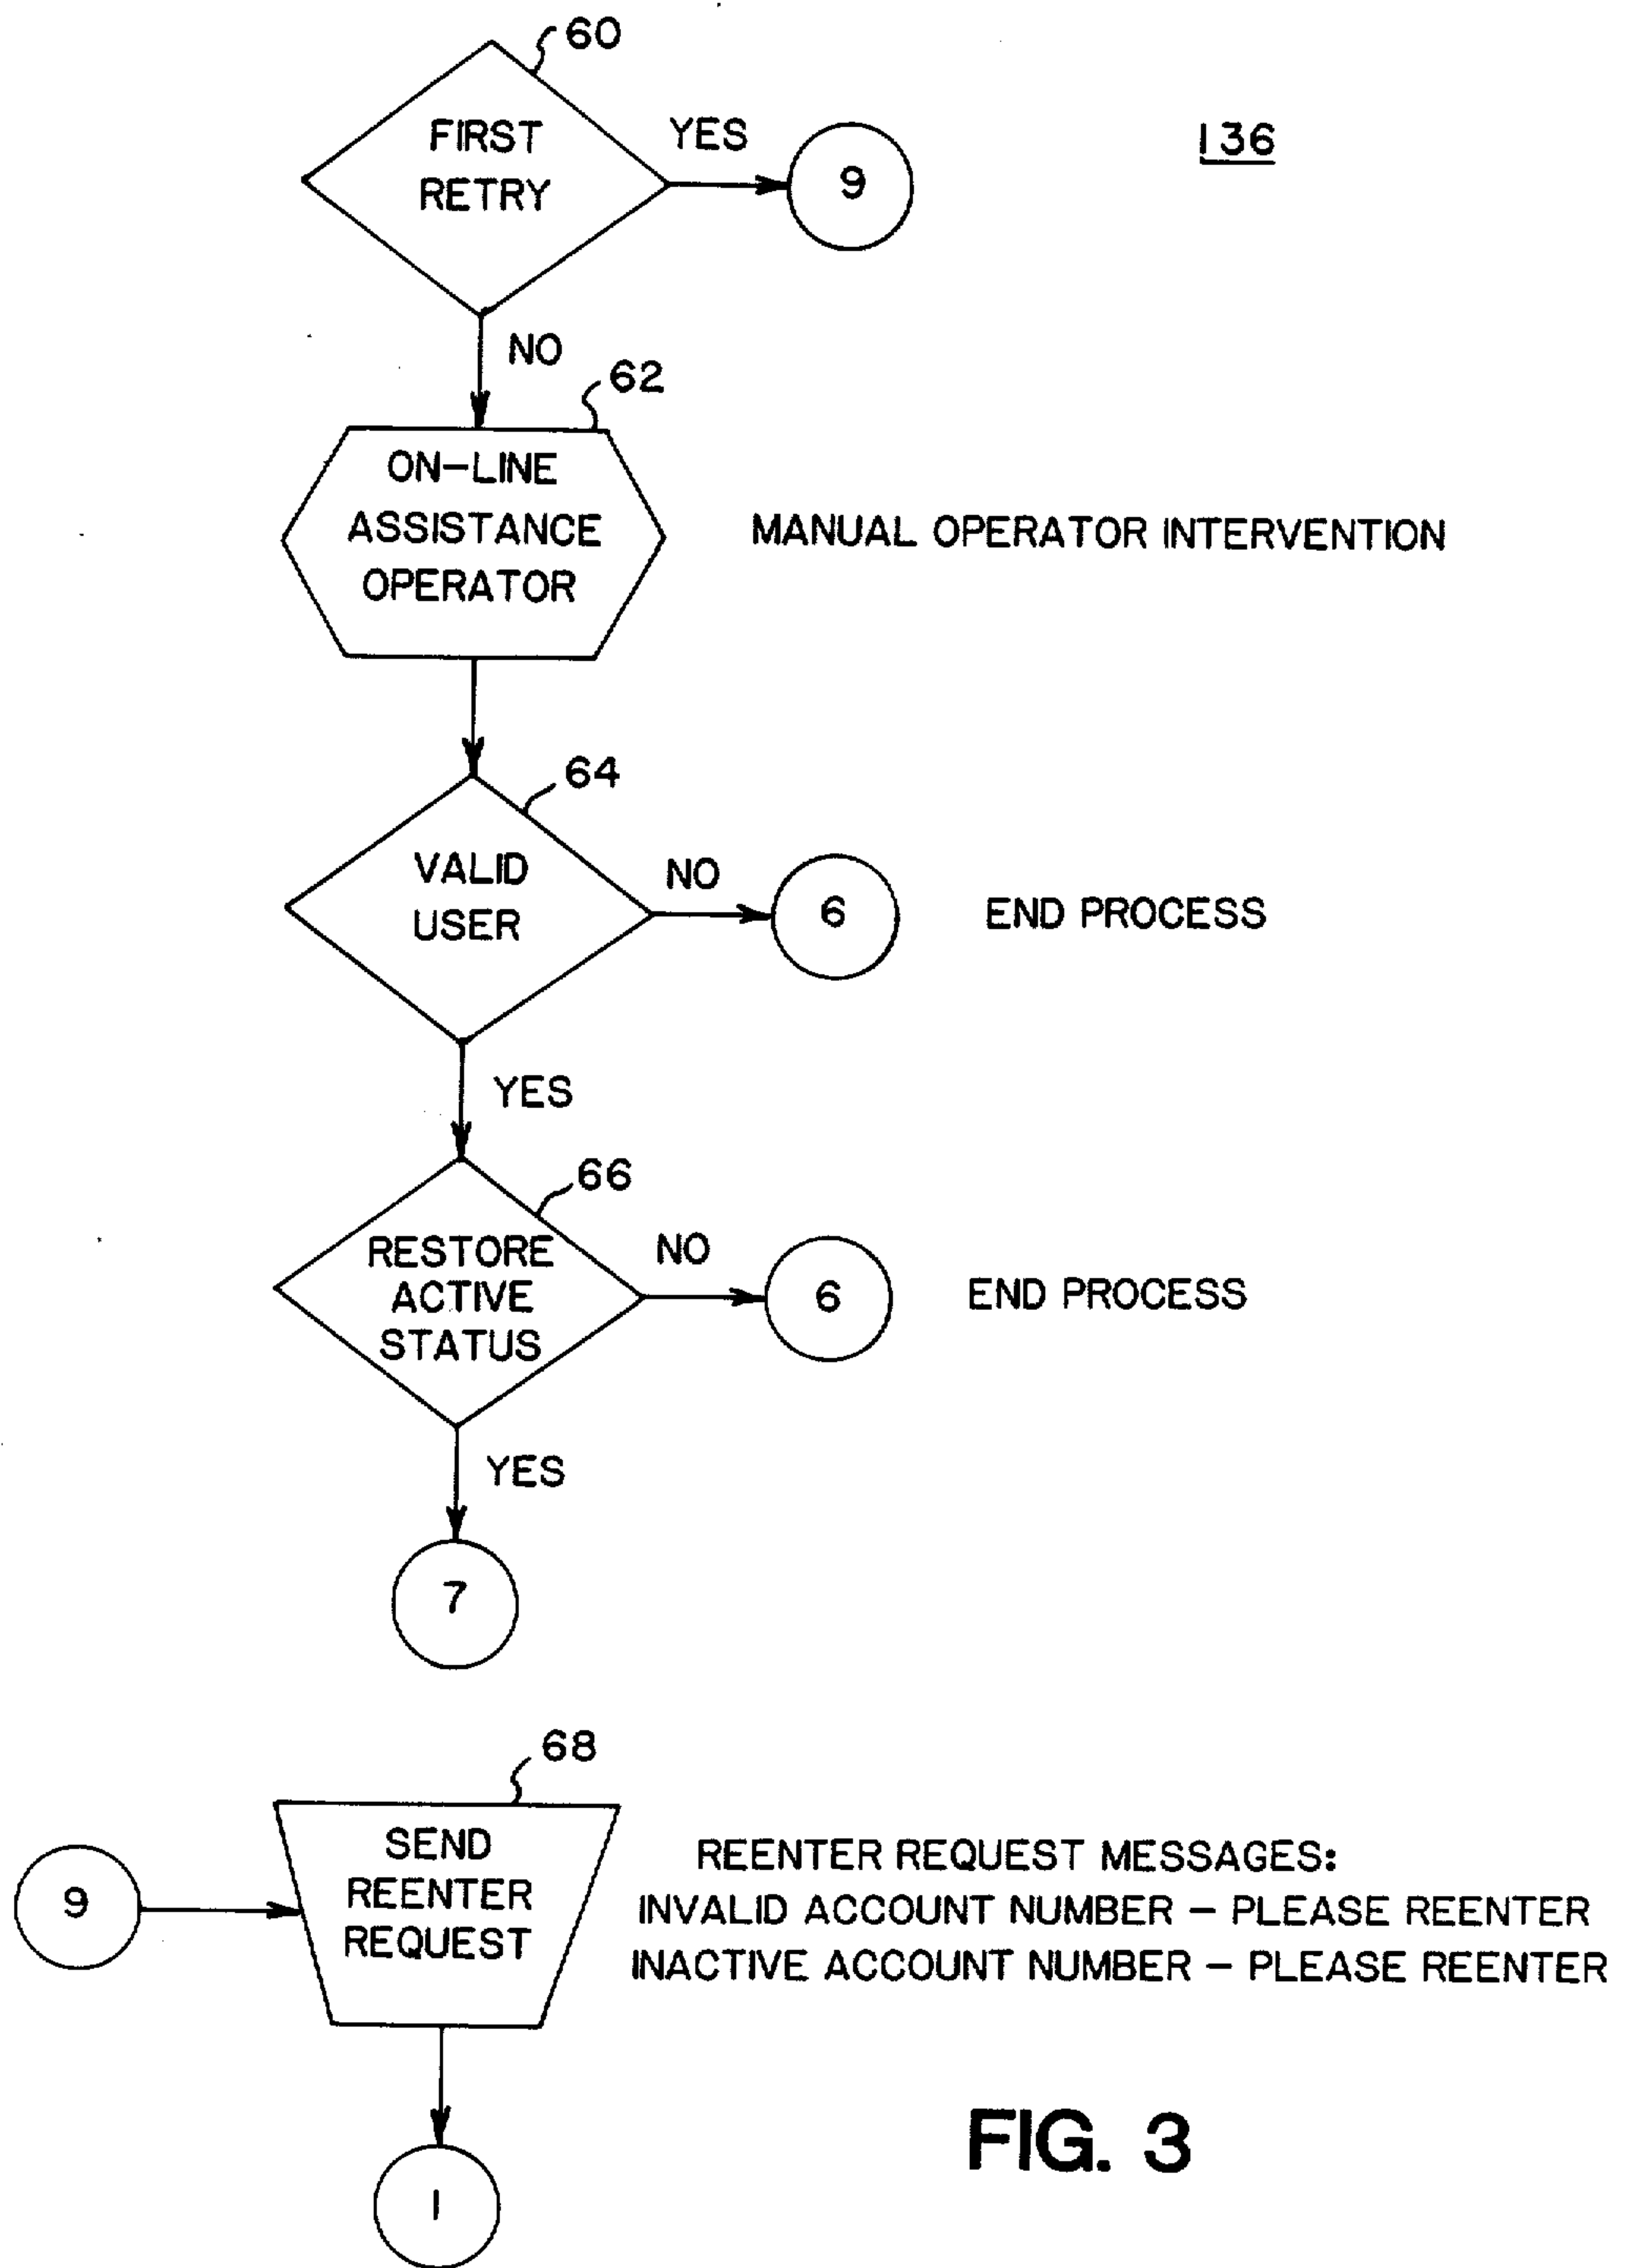 60
FIRST
RETRY
YES
9
136
NO
62
ON-LINE
ASSISTANCE
OPERATOR
MANUAL OPERATOR INTERVENTION
64
VALID
USER
NO
6
END PROCESS
YES
66
RESTORE
ACTIVE
STATUS
NO
6
END PROCESS
YES
7
68
9
SEND
REENTER
REQUEST
REENTER REQUEST MESSAGES:
INVALID ACCOUNT NUMBER – PLEASE REENTER
INACTIVE ACCOUNT NUMBER – PLEASE REENTER
1
FIG. 3